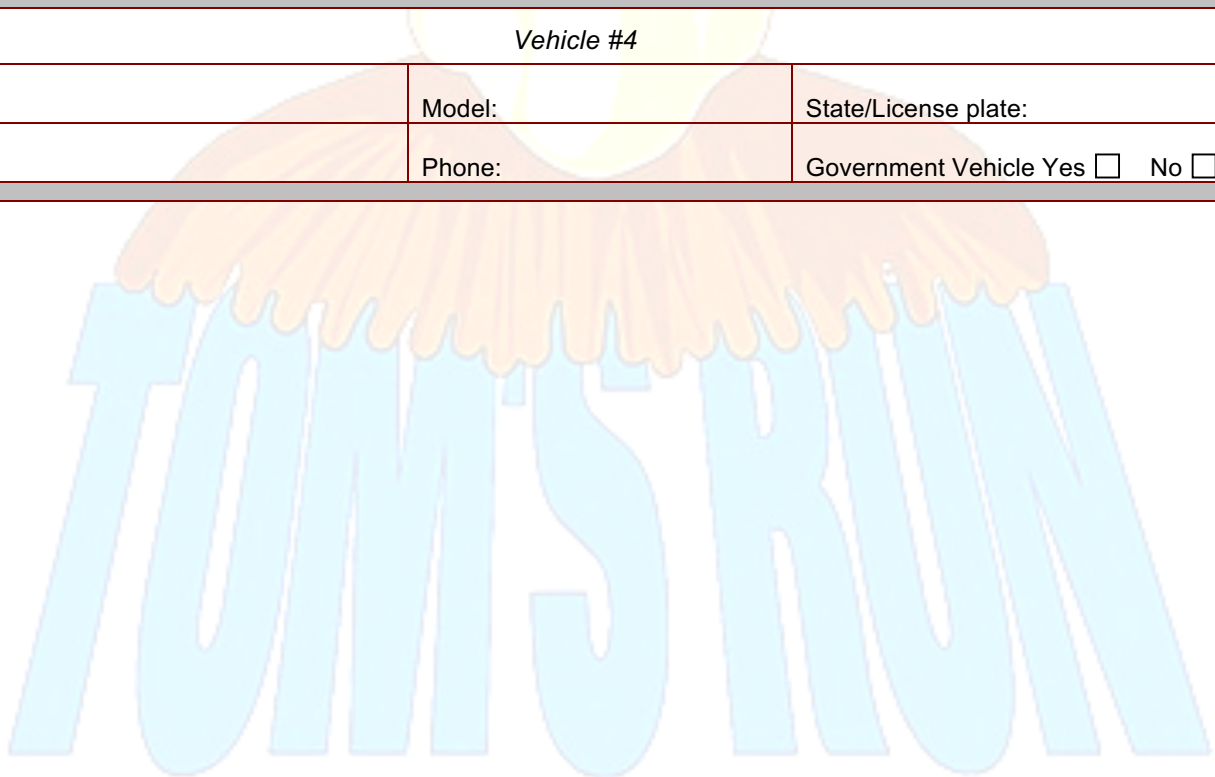 Vehicle #4
Model: State/License plate:
Phone: Government Vehicle Yes ☐ No ☐
TOM'S RUN